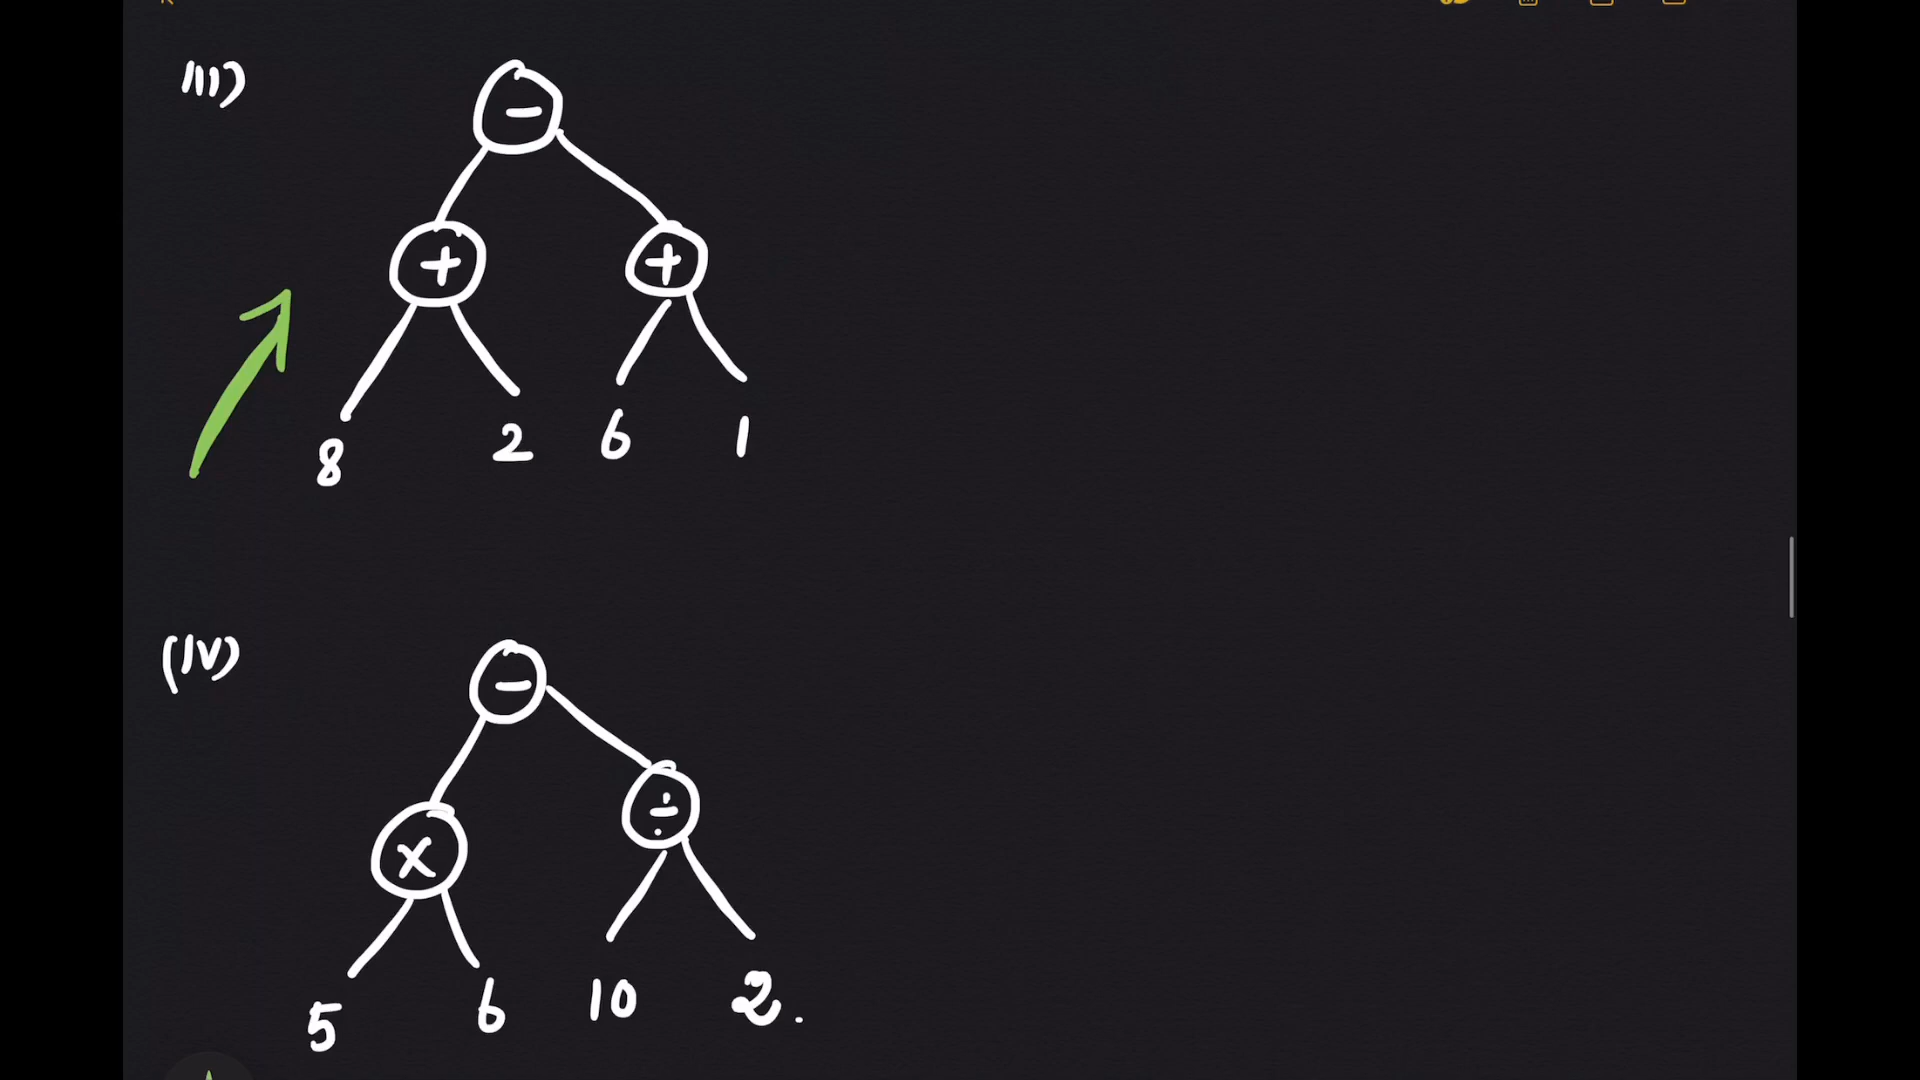 III)
-
+ +
8 2 6 1
(IV)
-
× ÷
5 6 10 2.